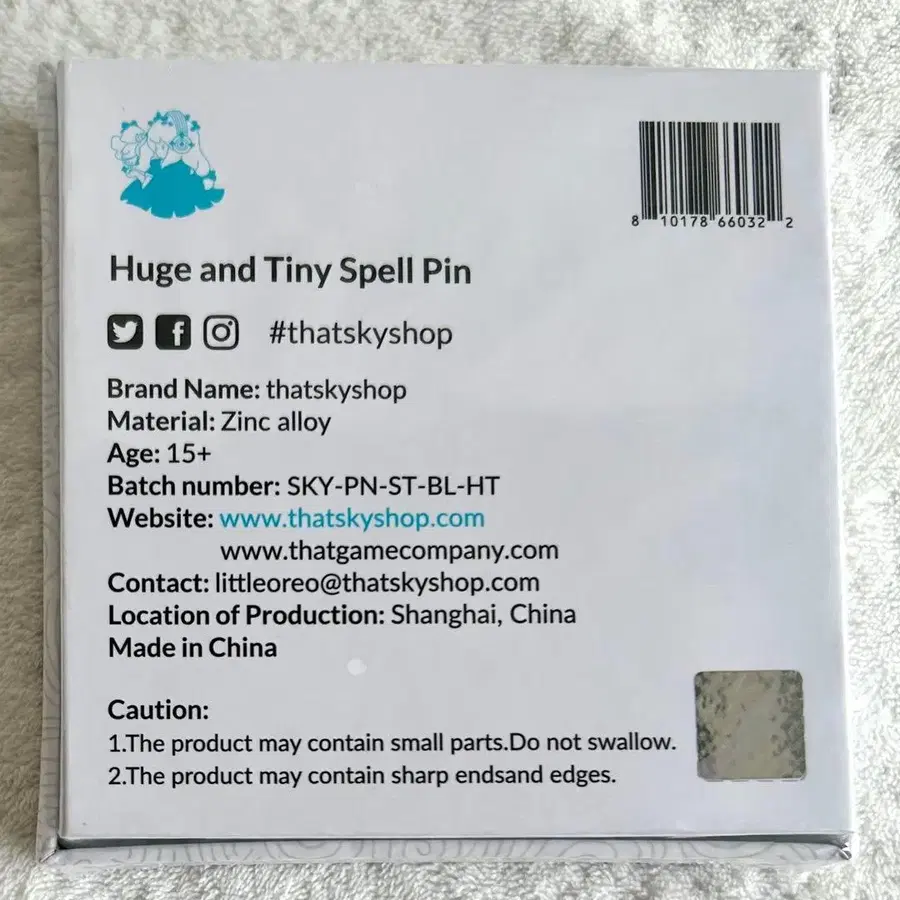 8 10178 66032 2
Huge and Tiny Spell Pin
#thatskyshop
Brand Name: thatskyshop
Material: Zinc alloy
Age: 15+
Batch number: SKY-PN-ST-BL-HT
Website: www.thatskyshop.com
www.thatgamecompany.com
Contact: littleoreo@thatskyshop.com
Location of Production: Shanghai, China
Made in China
Caution:
1.The product may contain small parts.Do not swallow.
2.The product may contain sharp endsand edges.